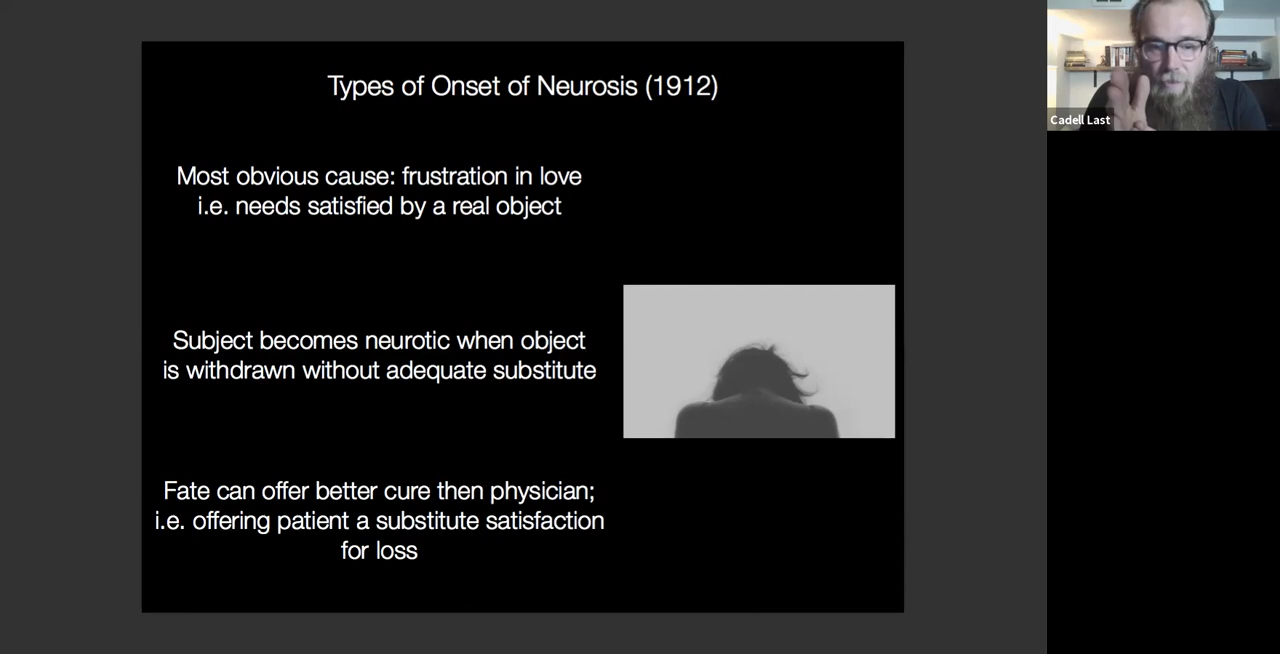 Types of Onset of Neurosis (1912)
Most obvious cause: frustration in love
i.e. needs satisfied by a real object
Subject becomes neurotic when object
is withdrawn without adequate substitute
Fate can offer better cure then physician;
i.e. offering patient a substitute satisfaction
for loss
Cadell Last